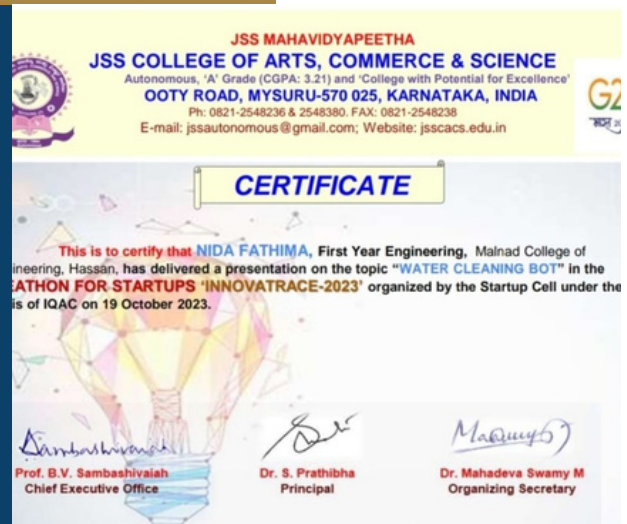 JSS MAHAVIDYAPEETHA
JSS COLLEGE OF ARTS, COMMERCE & SCIENCE
Autonomous, 'A' Grade (CGPA: 3.21) and 'College with Potential for Excellence'
OOTY ROAD, MYSURU-570 025, KARNATAKA, INDIA
Ph: 0821-2548236 & 2548380. FAX: 0821-2548238
E-mail: jssautonomous@gmail.com; Website: jsscacs.edu.in
G2
CERTIFICATE
This is to certify that NIDA FATHIMA, First Year Engineering, Malnad College of
ineering, Hassan, has delivered a presentation on the topic "WATER CLEANING BOT" in the
EATHON FOR STARTUPS 'INNOVATRACE-2023' organized by the Startup Cell under the
is of IQAC on 19 October 2023.
Sambashivaiah
Prof. B.V. Sambashivaiah
Chief Executive Office
Dr. S. Prathibha
Principal
Dr. Mahadeva Swamy M
Organizing Secretary